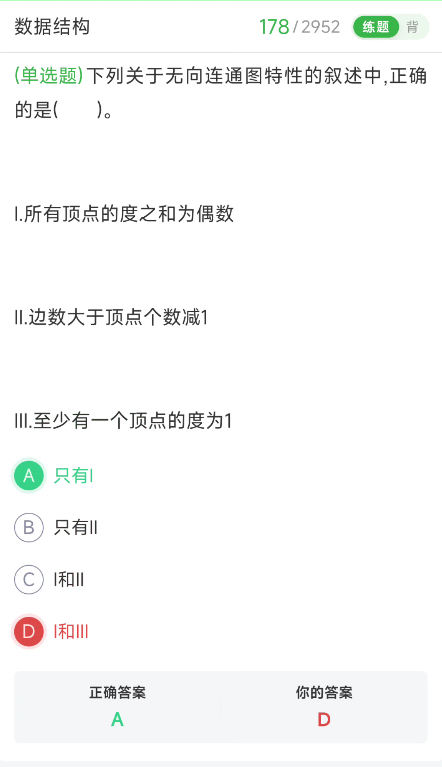 数据结构 178/2952 练题 背
(单选题)下列关于无向连通图特性的叙述中,正确
的是(  )。
I.所有顶点的度之和为偶数
II.边数大于顶点个数减1
III.至少有一个顶点的度为1
A 只有I
B 只有II
C I和II
D I和III
正确答案 你的答案
A D